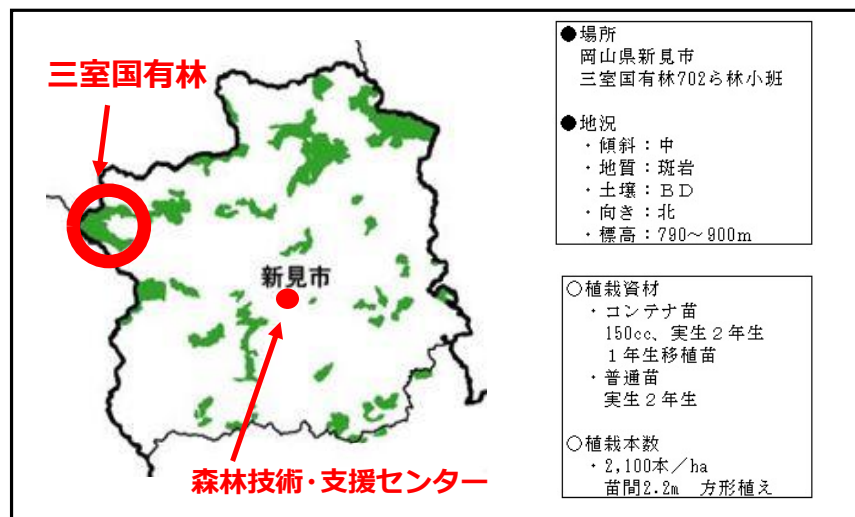 三室国有林
新見市
森林技術・支援センター
●場所
岡山県新見市
三室国有林702ら林小班
●地況
・傾斜：中
・地質：斑岩
・土壌：ＢＤ
・向き：北
・標高：790～900m
○植栽資材
・コンテナ苗
150cc、実生２年生
１年生移植苗
・普通苗
実生２年生
○植栽本数
・2,100本／ha
苗間2.2m　方形植え